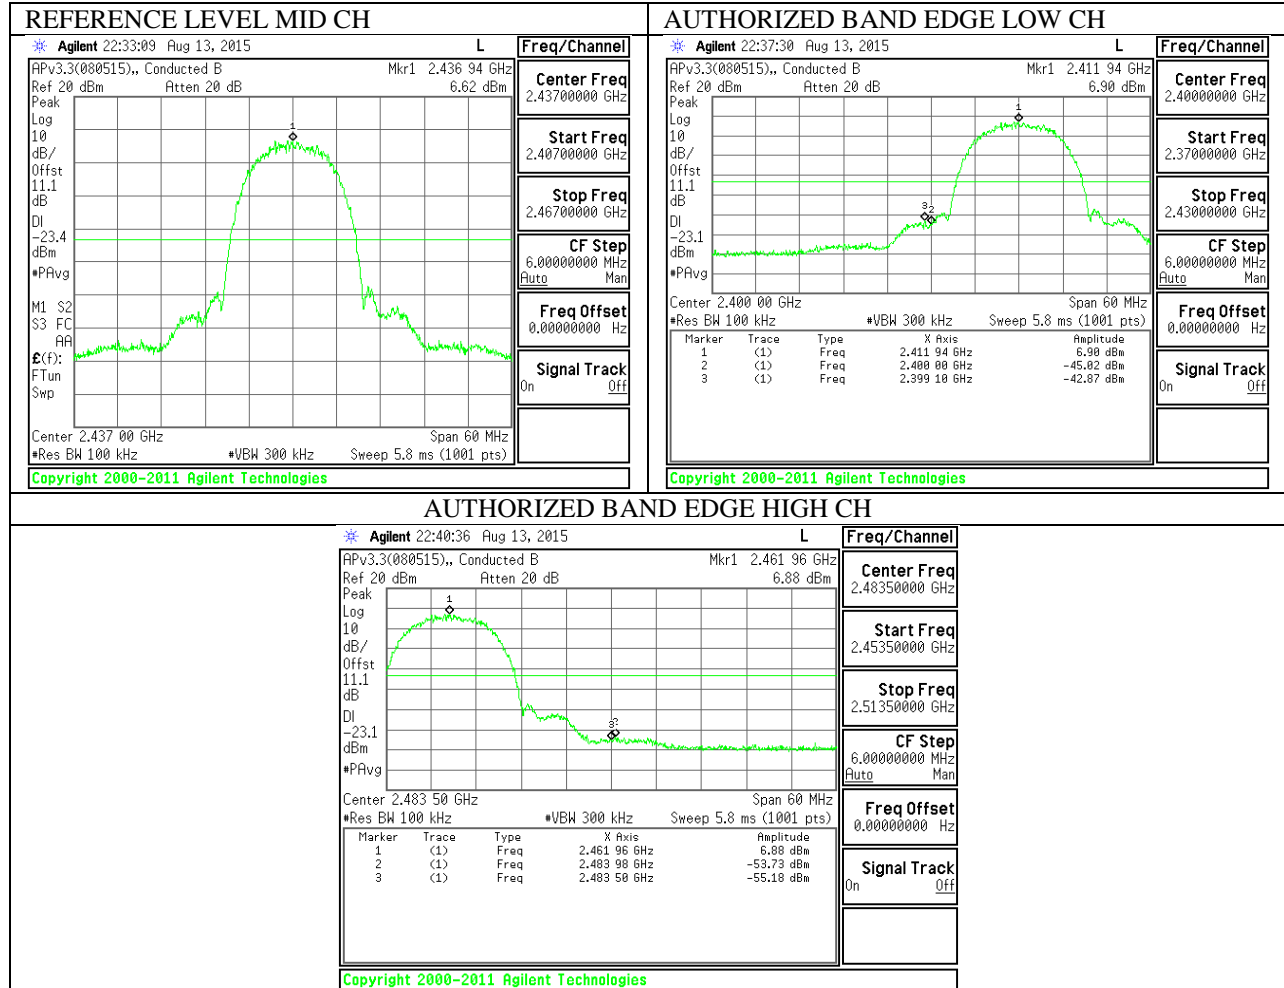 REFERENCE LEVEL MID CH
Agilent 22:33:09 Aug 13, 2015 L
Freq/Channel
APv3.3(080515),, Conducted B Mkr1 2.436 94 GHz
Ref 20 dBm Atten 20 dB 6.62 dBm
Peak
Log
10
dB/
Offst
11.1
dB
DI
-23.4
dBm
#PAvg
M1 S2
S3 FC
AA
£(f):
FTun
Swp
1
Center 2.437 00 GHz Span 60 MHz
#Res BW 100 kHz #VBW 300 kHz Sweep 5.8 ms (1001 pts)
Center Freq
2.43700000 GHz
Start Freq
2.40700000 GHz
Stop Freq
2.46700000 GHz
CF Step
6.00000000 MHz
Auto Man
Freq Offset
0.00000000 Hz
Signal Track
On Off
Copyright 2000-2011 Agilent Technologies
AUTHORIZED BAND EDGE LOW CH
Agilent 22:37:30 Aug 13, 2015 L
Freq/Channel
APv3.3(080515),, Conducted B Mkr1 2.411 94 GHz
Ref 20 dBm Atten 20 dB 6.90 dBm
Peak
Log
10
dB/
Offst
11.1
dB
DI
-23.1
dBm
#PAvg
1
3 2
Center 2.400 00 GHz Span 60 MHz
#Res BW 100 kHz #VBW 300 kHz Sweep 5.8 ms (1001 pts)
Marker Trace Type X Axis Amplitude
1 (1) Freq 2.411 94 GHz 6.90 dBm
2 (1) Freq 2.400 00 GHz -45.02 dBm
3 (1) Freq 2.399 10 GHz -42.87 dBm
Center Freq
2.40000000 GHz
Start Freq
2.37000000 GHz
Stop Freq
2.43000000 GHz
CF Step
6.00000000 MHz
Auto Man
Freq Offset
0.00000000 Hz
Signal Track
On Off
Copyright 2000-2011 Agilent Technologies
AUTHORIZED BAND EDGE HIGH CH
Agilent 22:40:36 Aug 13, 2015 L
Freq/Channel
APv3.3(080515),, Conducted B Mkr1 2.461 96 GHz
Ref 20 dBm Atten 20 dB 6.88 dBm
Peak
Log
10
dB/
Offst
11.1
dB
DI
-23.1
dBm
#PAvg
1
3 2
Center 2.483 50 GHz Span 60 MHz
#Res BW 100 kHz #VBW 300 kHz Sweep 5.8 ms (1001 pts)
Marker Trace Type X Axis Amplitude
1 (1) Freq 2.461 96 GHz 6.88 dBm
2 (1) Freq 2.483 98 GHz -53.73 dBm
3 (1) Freq 2.483 50 GHz -55.18 dBm
Center Freq
2.48350000 GHz
Start Freq
2.45350000 GHz
Stop Freq
2.51350000 GHz
CF Step
6.00000000 MHz
Auto Man
Freq Offset
0.00000000 Hz
Signal Track
On Off
Copyright 2000-2011 Agilent Technologies